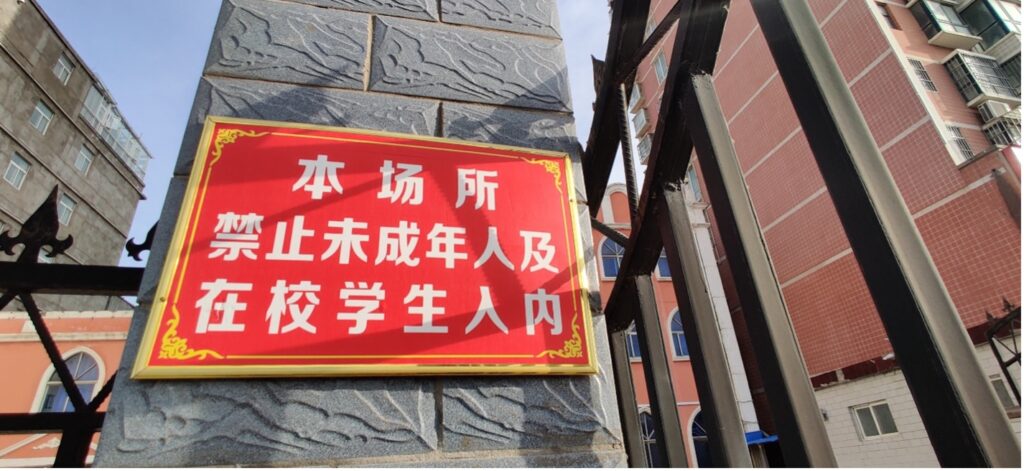 本场所
禁止未成年人及
在校学生入内